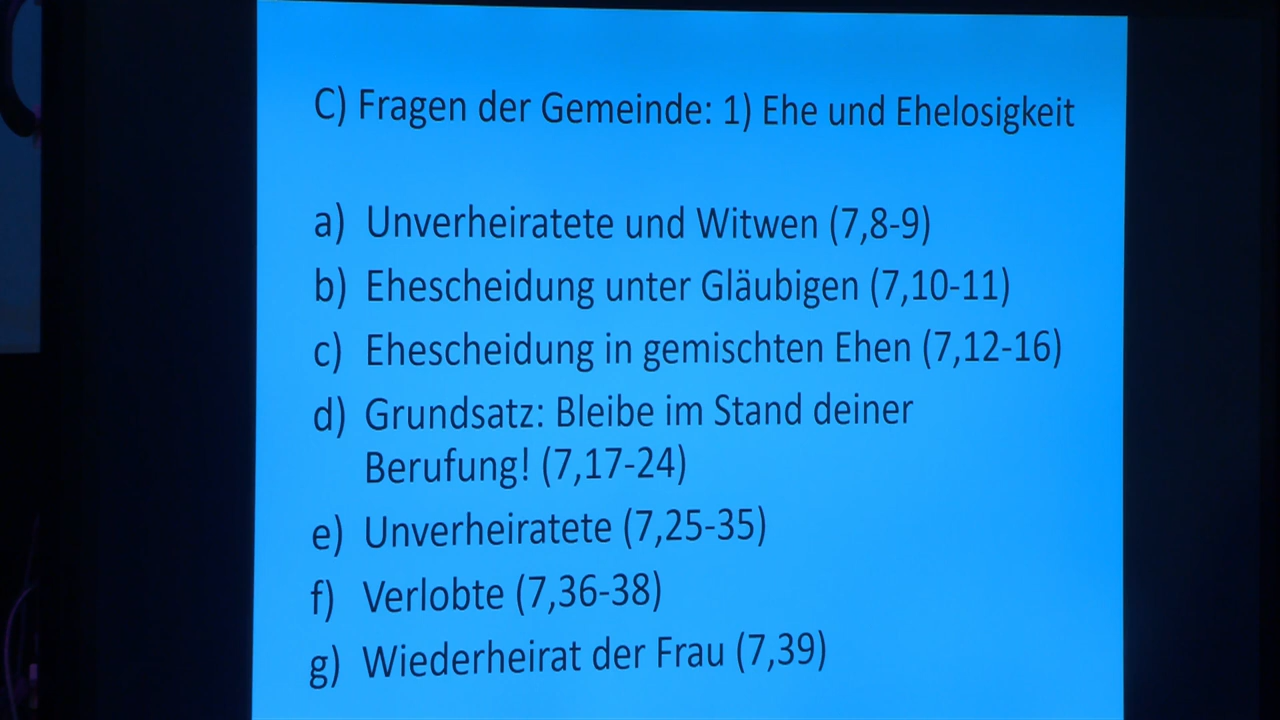 C) Fragen der Gemeinde: 1) Ehe und Ehelosigkeit
a) Unverheiratete und Witwen (7,8-9)
b) Ehescheidung unter Gläubigen (7,10-11)
c) Ehescheidung in gemischten Ehen (7,12-16)
d) Grundsatz: Bleibe im Stand deiner
Berufung! (7,17-24)
e) Unverheiratete (7,25-35)
f) Verlobte (7,36-38)
g) Wiederheirat der Frau (7,39)